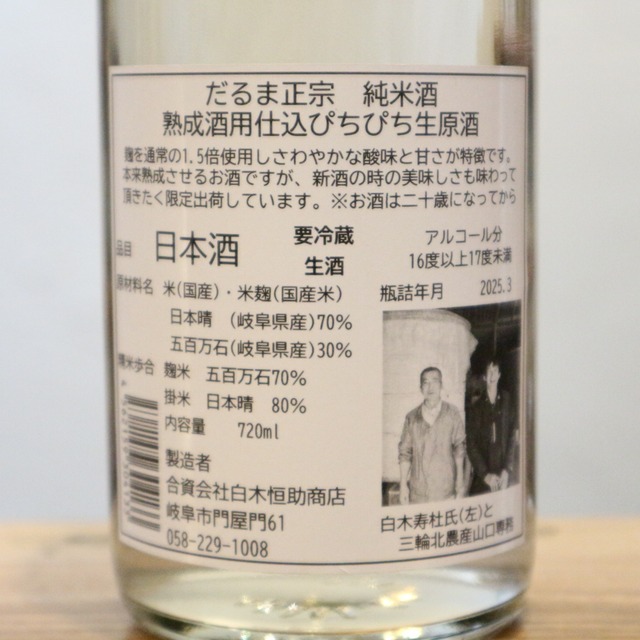 だるま正宗　純米酒
熟成酒用仕込ぴちぴち生原酒
麹を通常の1.5倍使用しさわやかな酸味と甘さが特徴です。
本来熟成させるお酒ですが、新酒の時の美味しさも味わって
頂きたく限定出荷しています。※お酒は二十歳になってから
品目　日本酒　要冷蔵
生酒
アルコール分
16度以上17度未満
原材料名　米(国産)・米麹(国産米)
日本晴　(岐阜県産)70%
五百万石(岐阜県産)30%
精米歩合　麹米　五百万石70%
掛米　日本晴　80%
内容量　720ml
瓶詰年月　2025.3
製造者
合資会社白木恒助商店
岐阜市門屋門61
058-229-1008
白木寿杜氏(左)と
三輪北農産山口専務